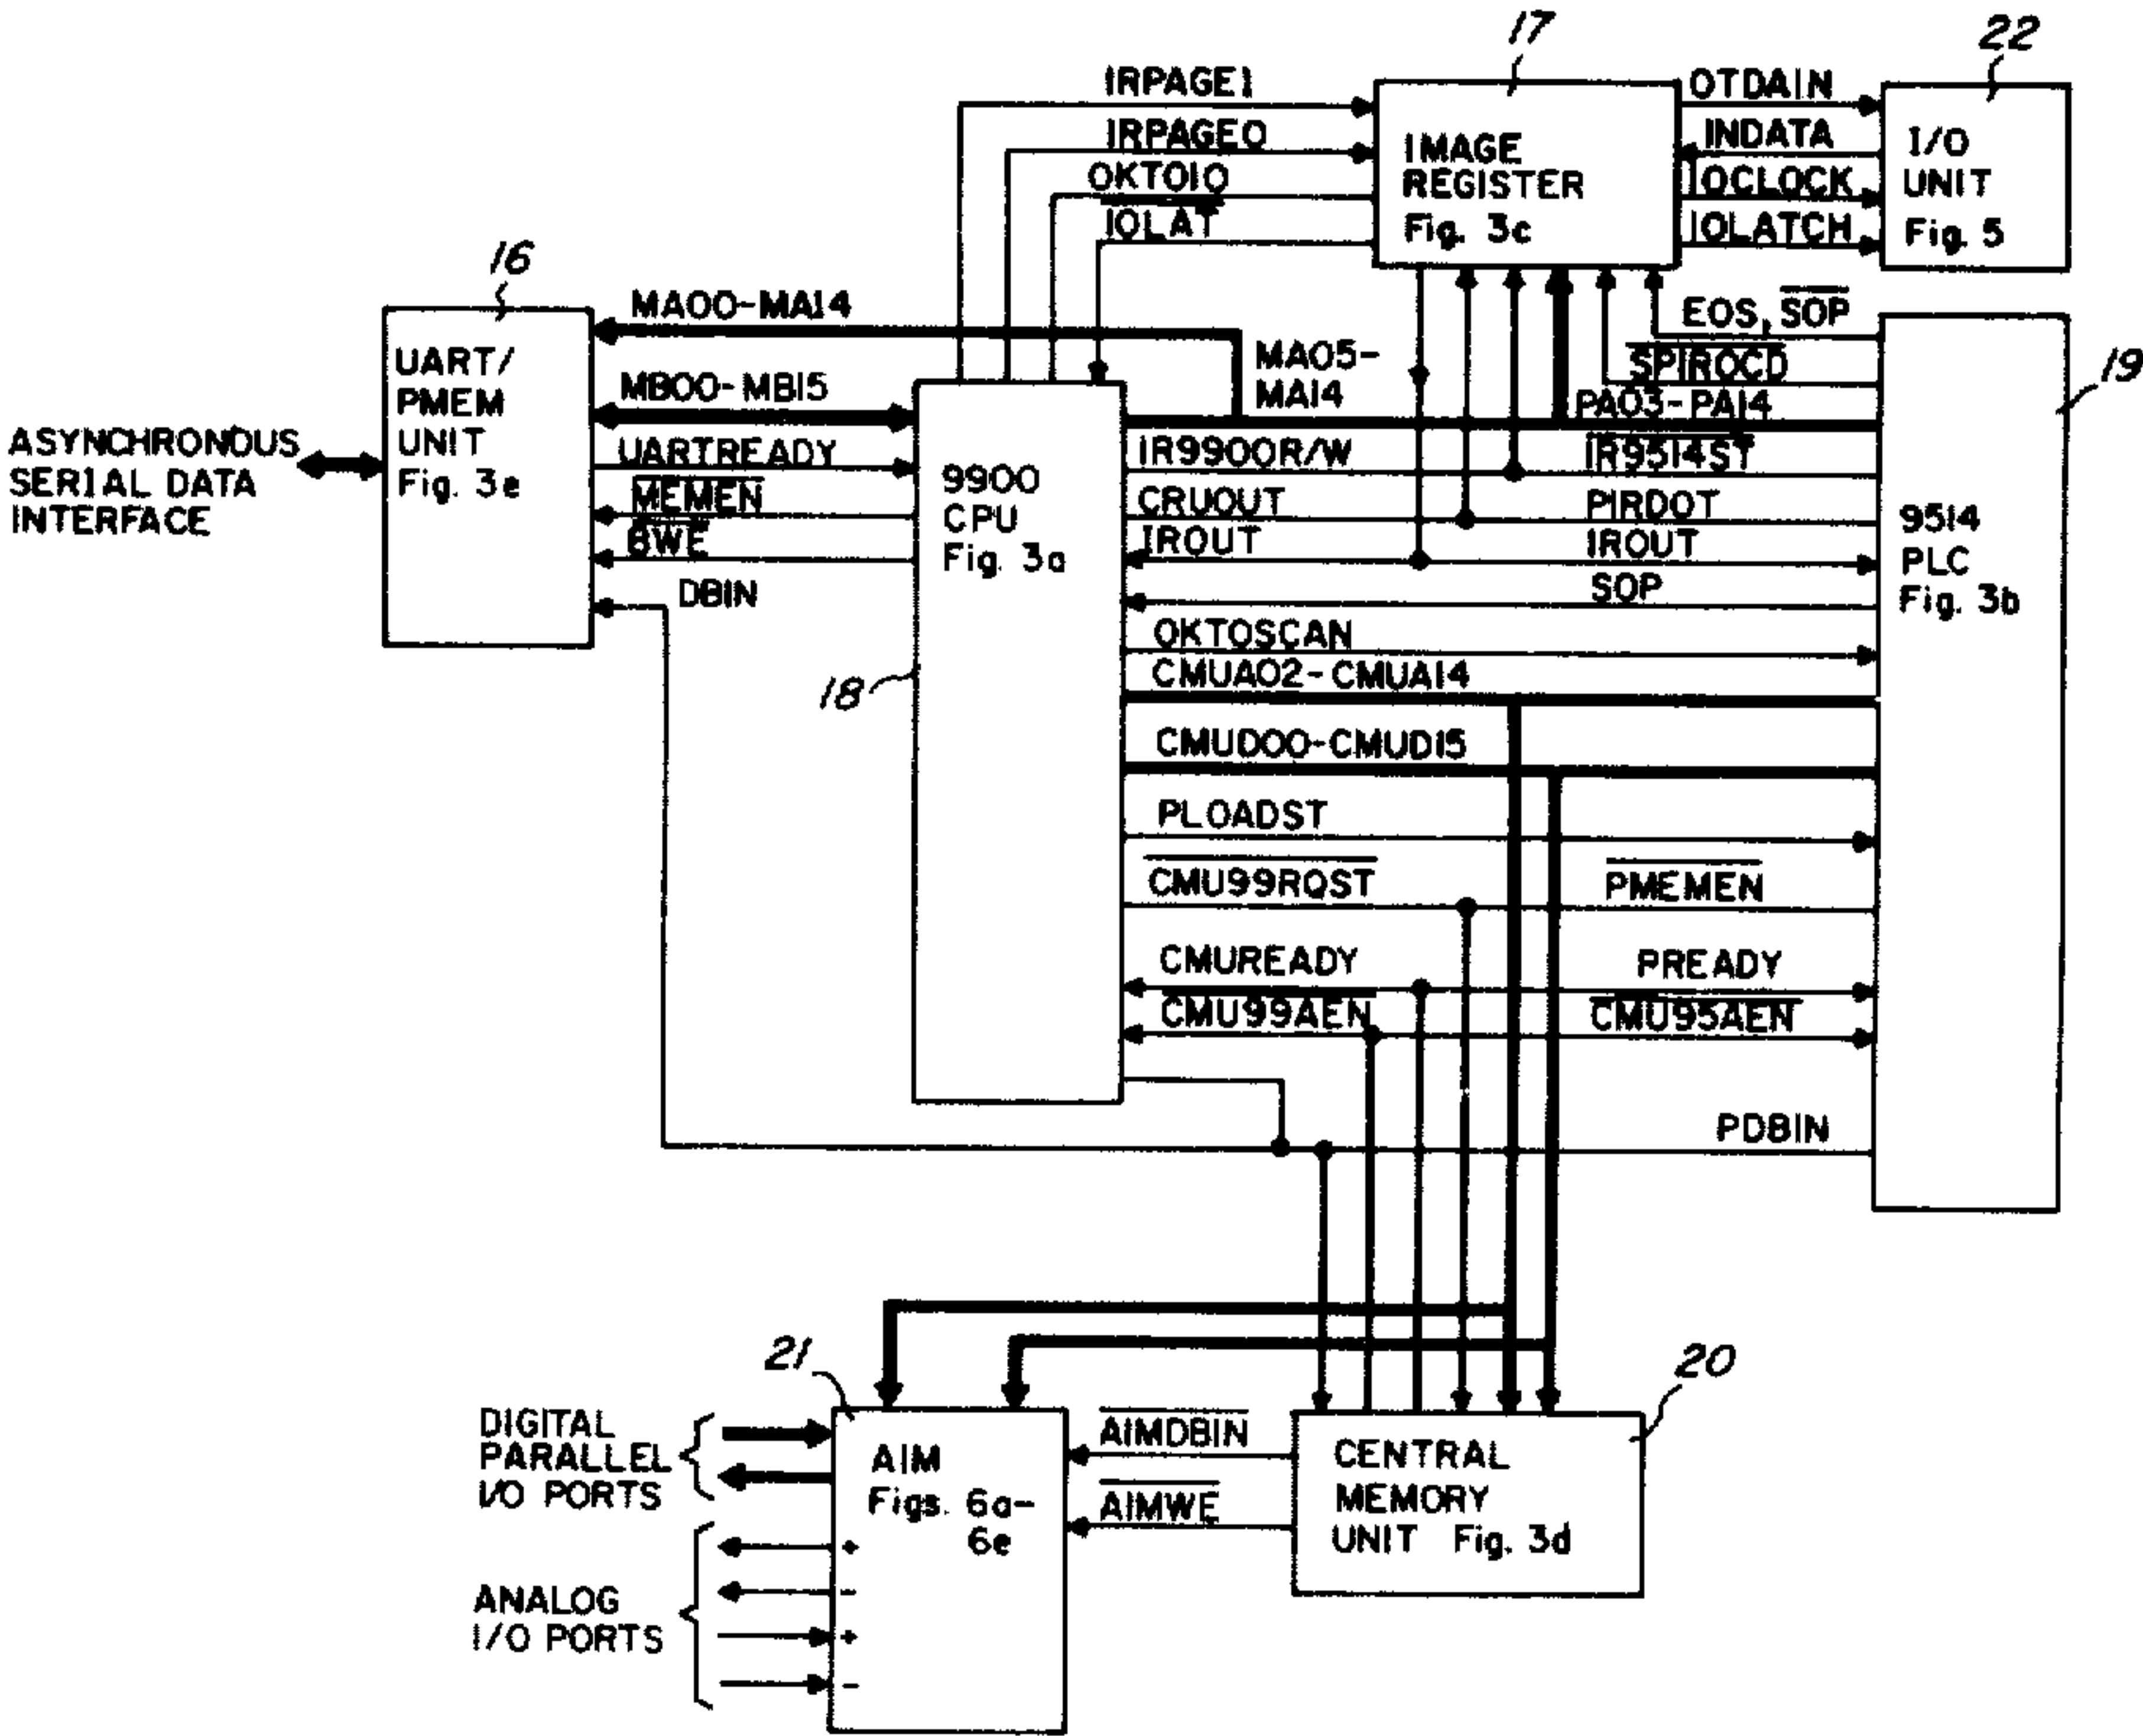 17
22
IRPAGE1
IRPAGE0
OKTOIO
IOLAT
IMAGE
REGISTER
Fig. 3c
OTDAIN
INDATA
IOCLOCK
IOLATCH
I/O
UNIT
Fig. 5
16
UART/
PMEM
UNIT
Fig. 3e
ASYNCHRONOUS
SERIAL DATA
INTERFACE
MA00-MA14
MB00-MB15
UARTREADY
MEMEN
BWE
DBIN
18
9900
CPU
Fig. 3a
MA05-
MA14
EOS, SOP
SPIROCD
PA03-PA14
IR9900R/W
IR9514ST
CRUOUT
PIRDOT
IROUT
IROUT
SOP
OKTOSCAN
CMUA02-CMUA14
CMUD00-CMUD15
PLOADST
CMU99RQST
PMEMEN
CMUREADY
PREADY
CMU99AEN
CMU95AEN
PDBIN
19
9514
PLC
Fig. 3b
21
DIGITAL
PARALLEL
I/O PORTS
ANALOG
I/O PORTS
+
-
+
-
AIM
Figs. 6a-
6e
AIMDBIN
AIMWE
20
CENTRAL
MEMORY
UNIT Fig. 3d